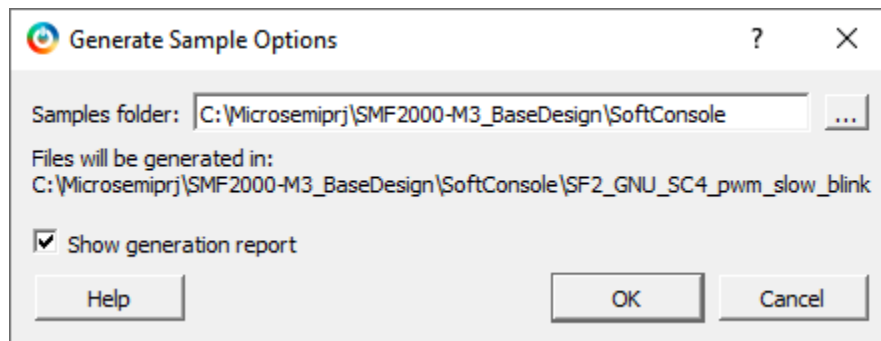 Generate Sample Options ? ×
Samples folder: C:\Microsemiprj\SMF2000-M3_BaseDesign\SoftConsole ...
Files will be generated in:
C:\Microsemiprj\SMF2000-M3_BaseDesign\SoftConsole\SF2_GNU_SC4_pwm_slow_blink
Show generation report
Help OK Cancel